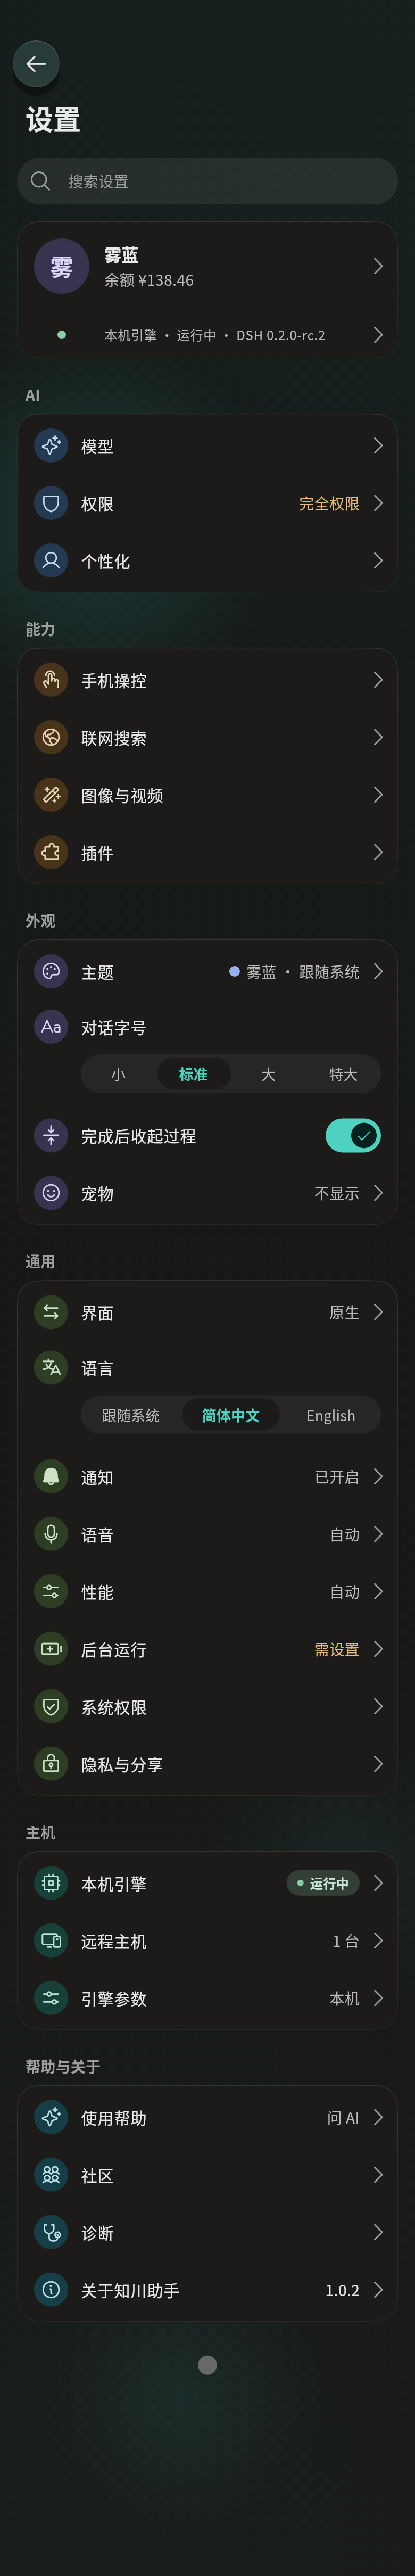 设置
搜索设置
雾
雾蓝
余额 ¥138.46
本机引擎 · 运行中 · DSH 0.2.0-rc.2
AI
模型
权限 完全权限
个性化
能力
手机操控
联网搜索
图像与视频
插件
外观
主题 雾蓝 · 跟随系统
Aa 对话字号
小 标准 大 特大
完成后收起过程
宠物 不显示
通用
界面 原生
语言
跟随系统 简体中文 English
通知 已开启
语音 自动
性能 自动
后台运行 需设置
系统权限
隐私与分享
主机
本机引擎 运行中
远程主机 1 台
引擎参数 本机
帮助与关于
使用帮助 问 AI
社区
诊断
关于知川助手 1.0.2